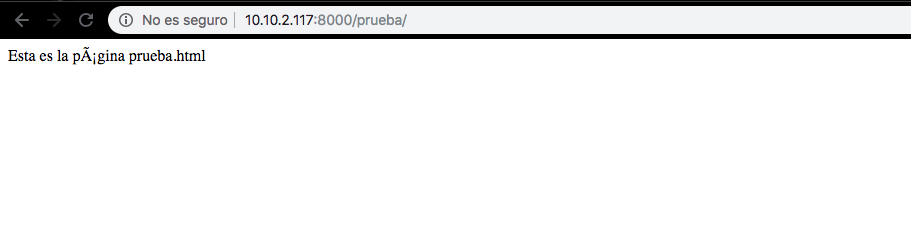 No es seguro 10.10.2.117:8000/prueba/
Esta es la pÃ¡gina prueba.html